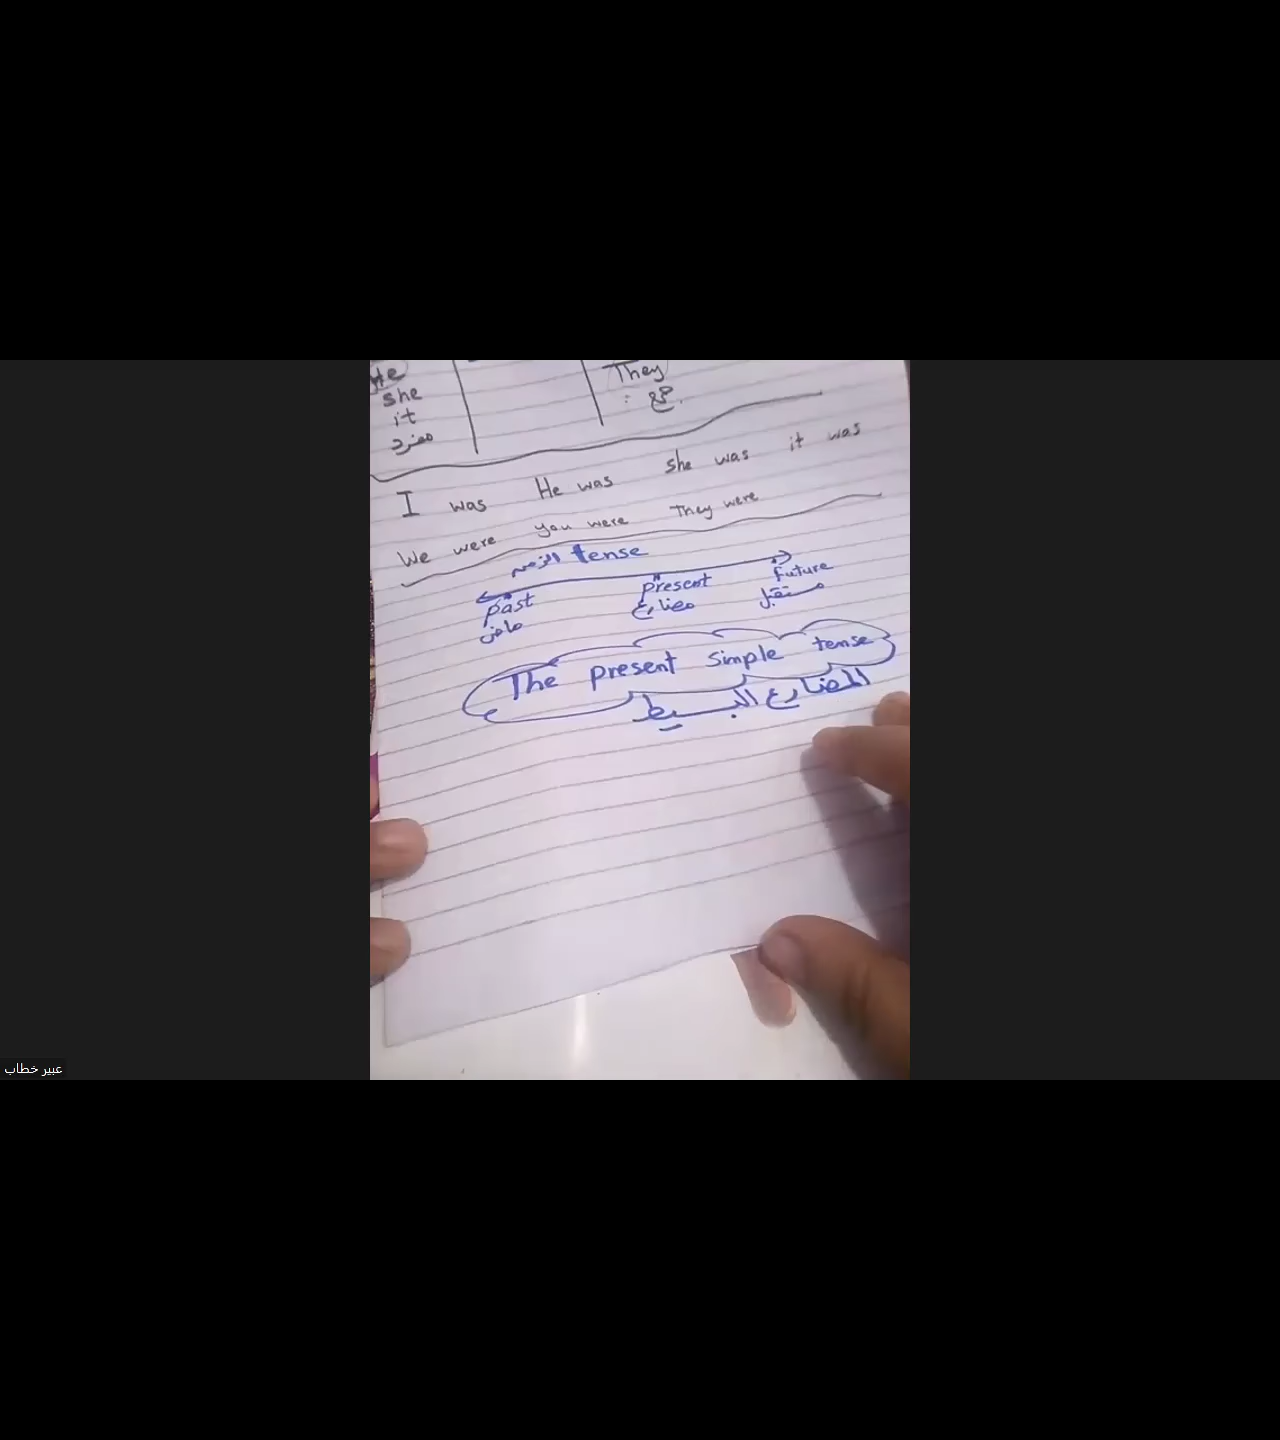 He
They
she
: جمع.
it
مفرد
I was He was she was it was
We were you were They were
الزمن tense
past present future
ماضى مضارع مستقبل
The present simple tense
المضارع البسيط
عبير خطاب